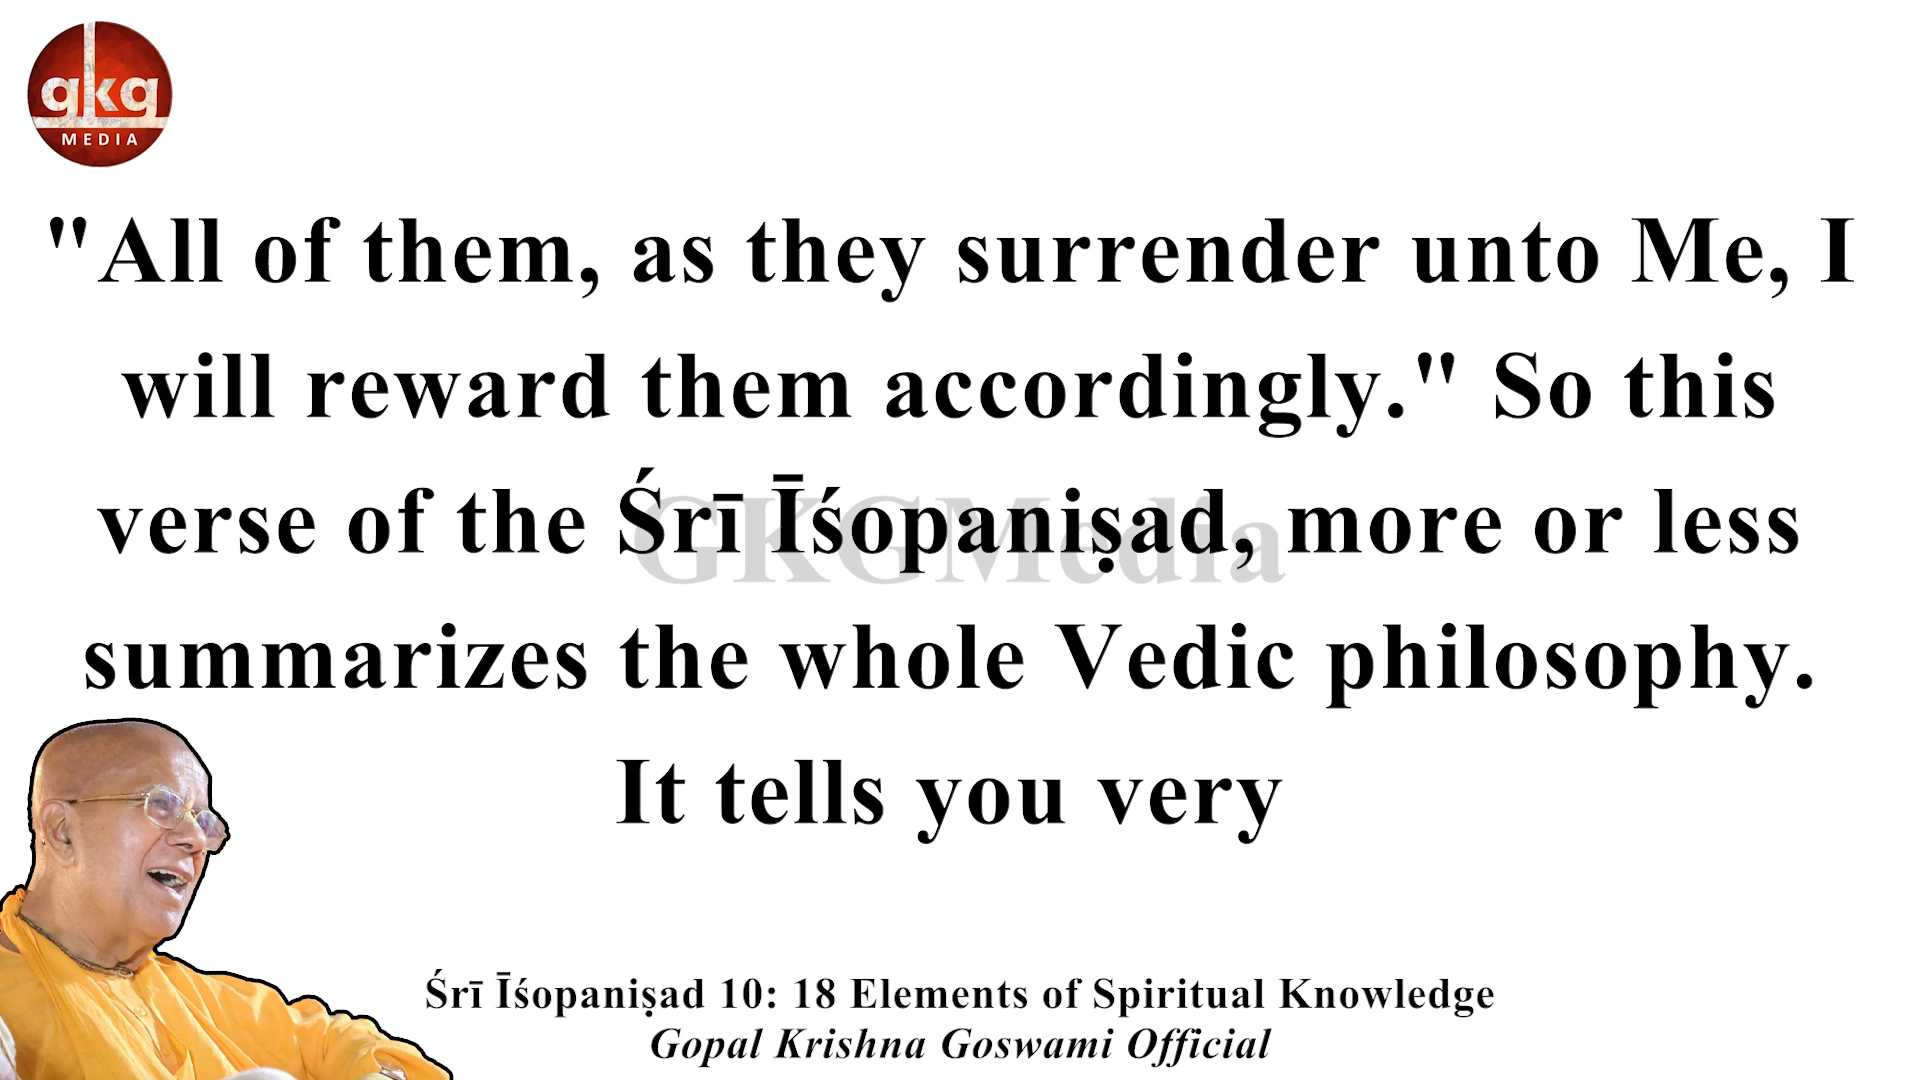 gkg
MEDIA
"All of them, as they surrender unto Me, I
will reward them accordingly." So this
verse of the Śrī Īśopaniṣad, more or less
GKGMedia
summarizes the whole Vedic philosophy.
It tells you very
Śrī Īśopaniṣad 10: 18 Elements of Spiritual Knowledge
Gopal Krishna Goswami Official